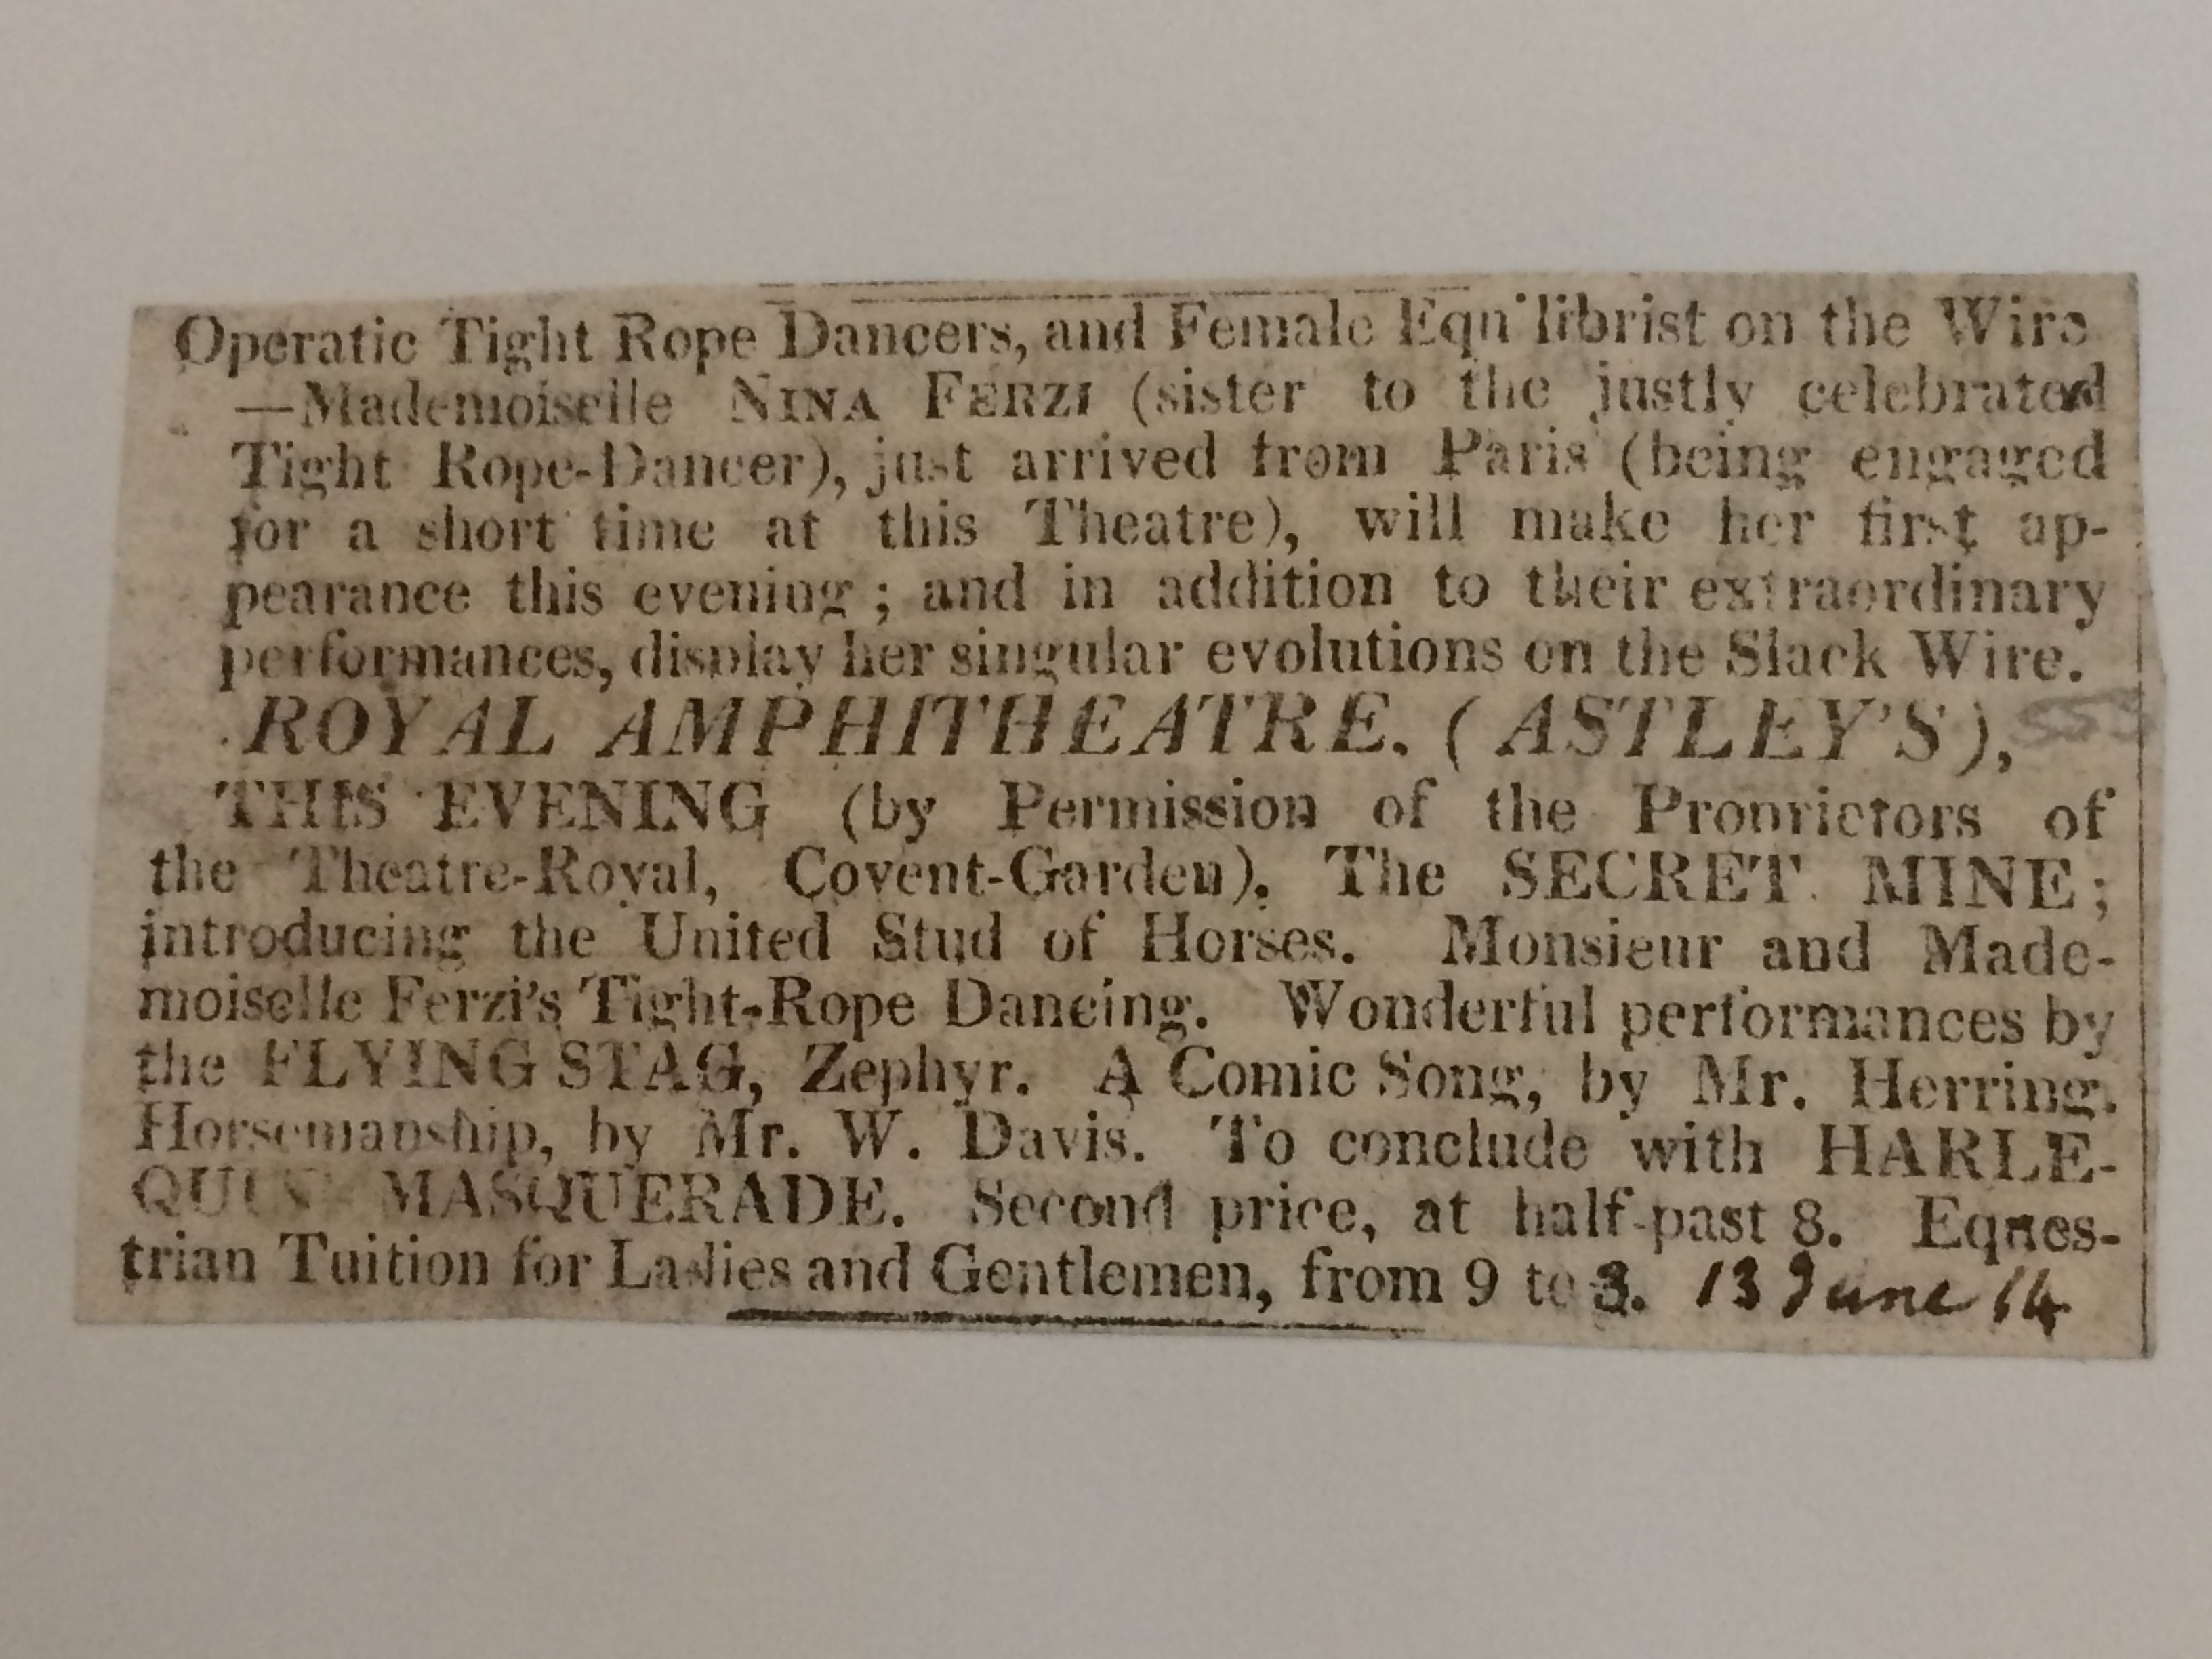 Operatic Tight Rope Dancers, and Female Equilibrist on the Wire
—Mademoiselle NINA FERZI (sister to the justly celebrated
Tight Rope-Dancer), just arrived from Paris (being engaged
for a short time at this Theatre), will make her first ap-
pearance this evening; and in addition to their extraordinary
performances, display her singular evolutions on the Slack Wire.
ROYAL AMPHITHEATRE, (ASTLEY'S),
THIS EVENING (by Permission of the Proprietors of
the Theatre-Royal, Covent-Garden), The SECRET MINE;
introducing the United Stud of Horses. Monsieur and Made-
moiselle Ferzi's Tight-Rope Dancing. Wonderful performances by
the FLYING STAG, Zephyr. A Comic Song, by Mr. Herring.
Horsemanship, by Mr. W. Davis. To conclude with HARLE-
QUIN MASQUERADE. Second price, at half-past 8. Eques-
trian Tuition for Ladies and Gentlemen, from 9 to 3. 13 June 14